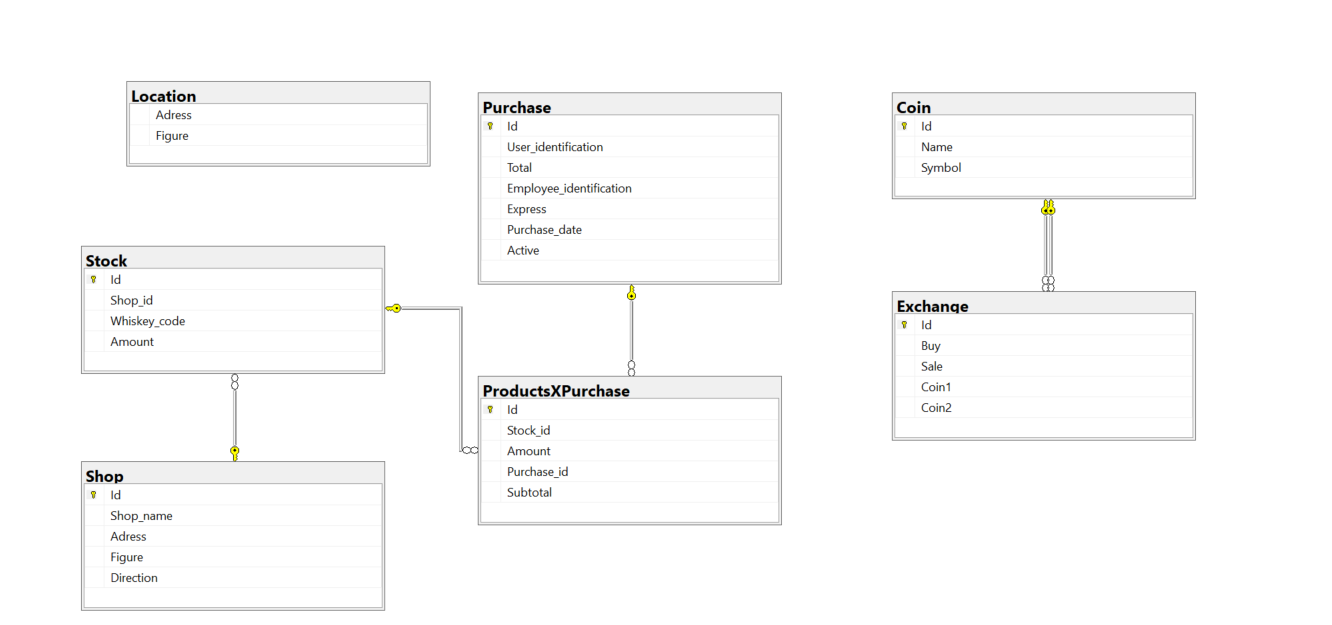 Location
Adress
Figure
Purchase
Id
User_identification
Total
Employee_identification
Express
Purchase_date
Active
Coin
Id
Name
Symbol
Stock
Id
Shop_id
Whiskey_code
Amount
Exchange
Id
Buy
Sale
Coin1
Coin2
ProductsXPurchase
Id
Stock_id
Amount
Purchase_id
Subtotal
Shop
Id
Shop_name
Adress
Figure
Direction